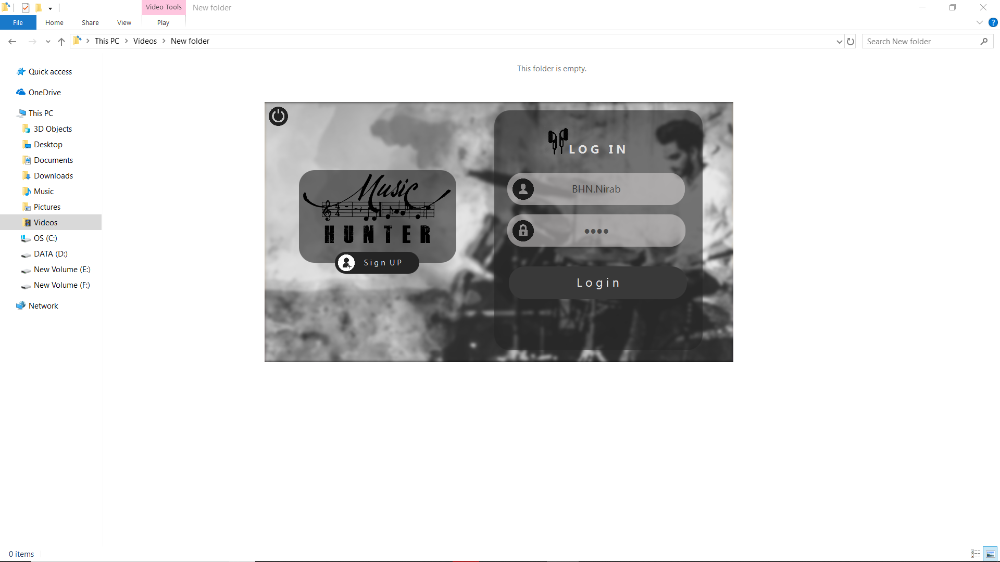 Video Tools
New folder
File
Home
Share
View
Play
This PC
Videos
New folder
Search New folder
Quick access
OneDrive
This PC
3D Objects
Desktop
Documents
Downloads
Music
Pictures
Videos
OS (C:)
DATA (D:)
New Volume (E:)
New Volume (F:)
Network
This folder is empty.
Music
HUNTER
Sign UP
LOG IN
BHN.Nirab
••••
Login
0 items